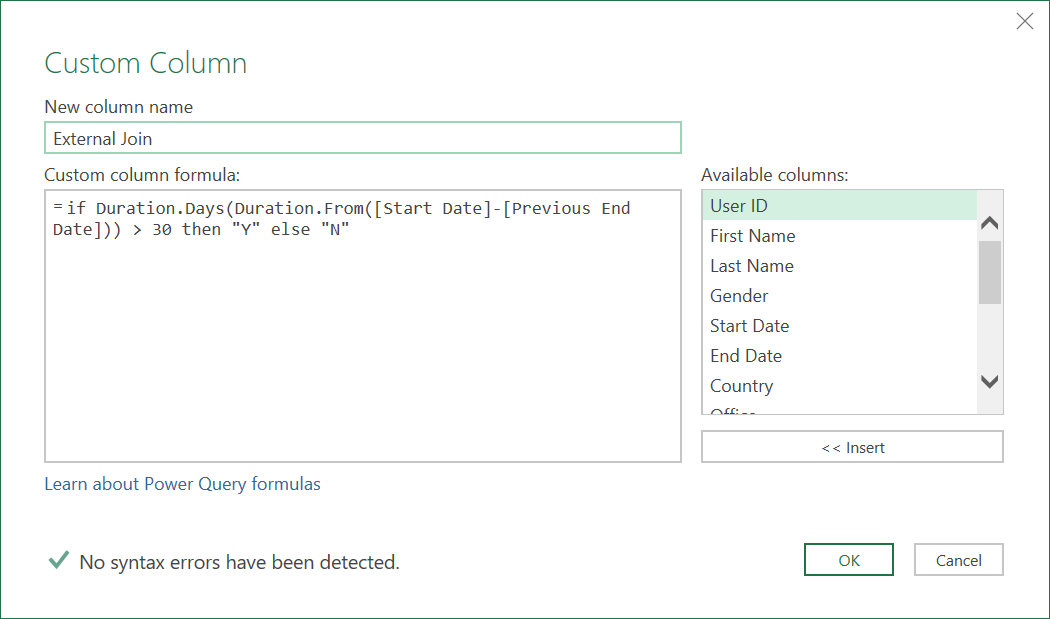 Custom Column
New column name
External Join
Custom column formula:
=if Duration.Days(Duration.From([Start Date]-[Previous End
Date])) > 30 then "Y" else "N"
Available columns:
User ID
First Name
Last Name
Gender
Start Date
End Date
Country
Office
<< Insert
Learn about Power Query formulas
No syntax errors have been detected.
OK
Cancel